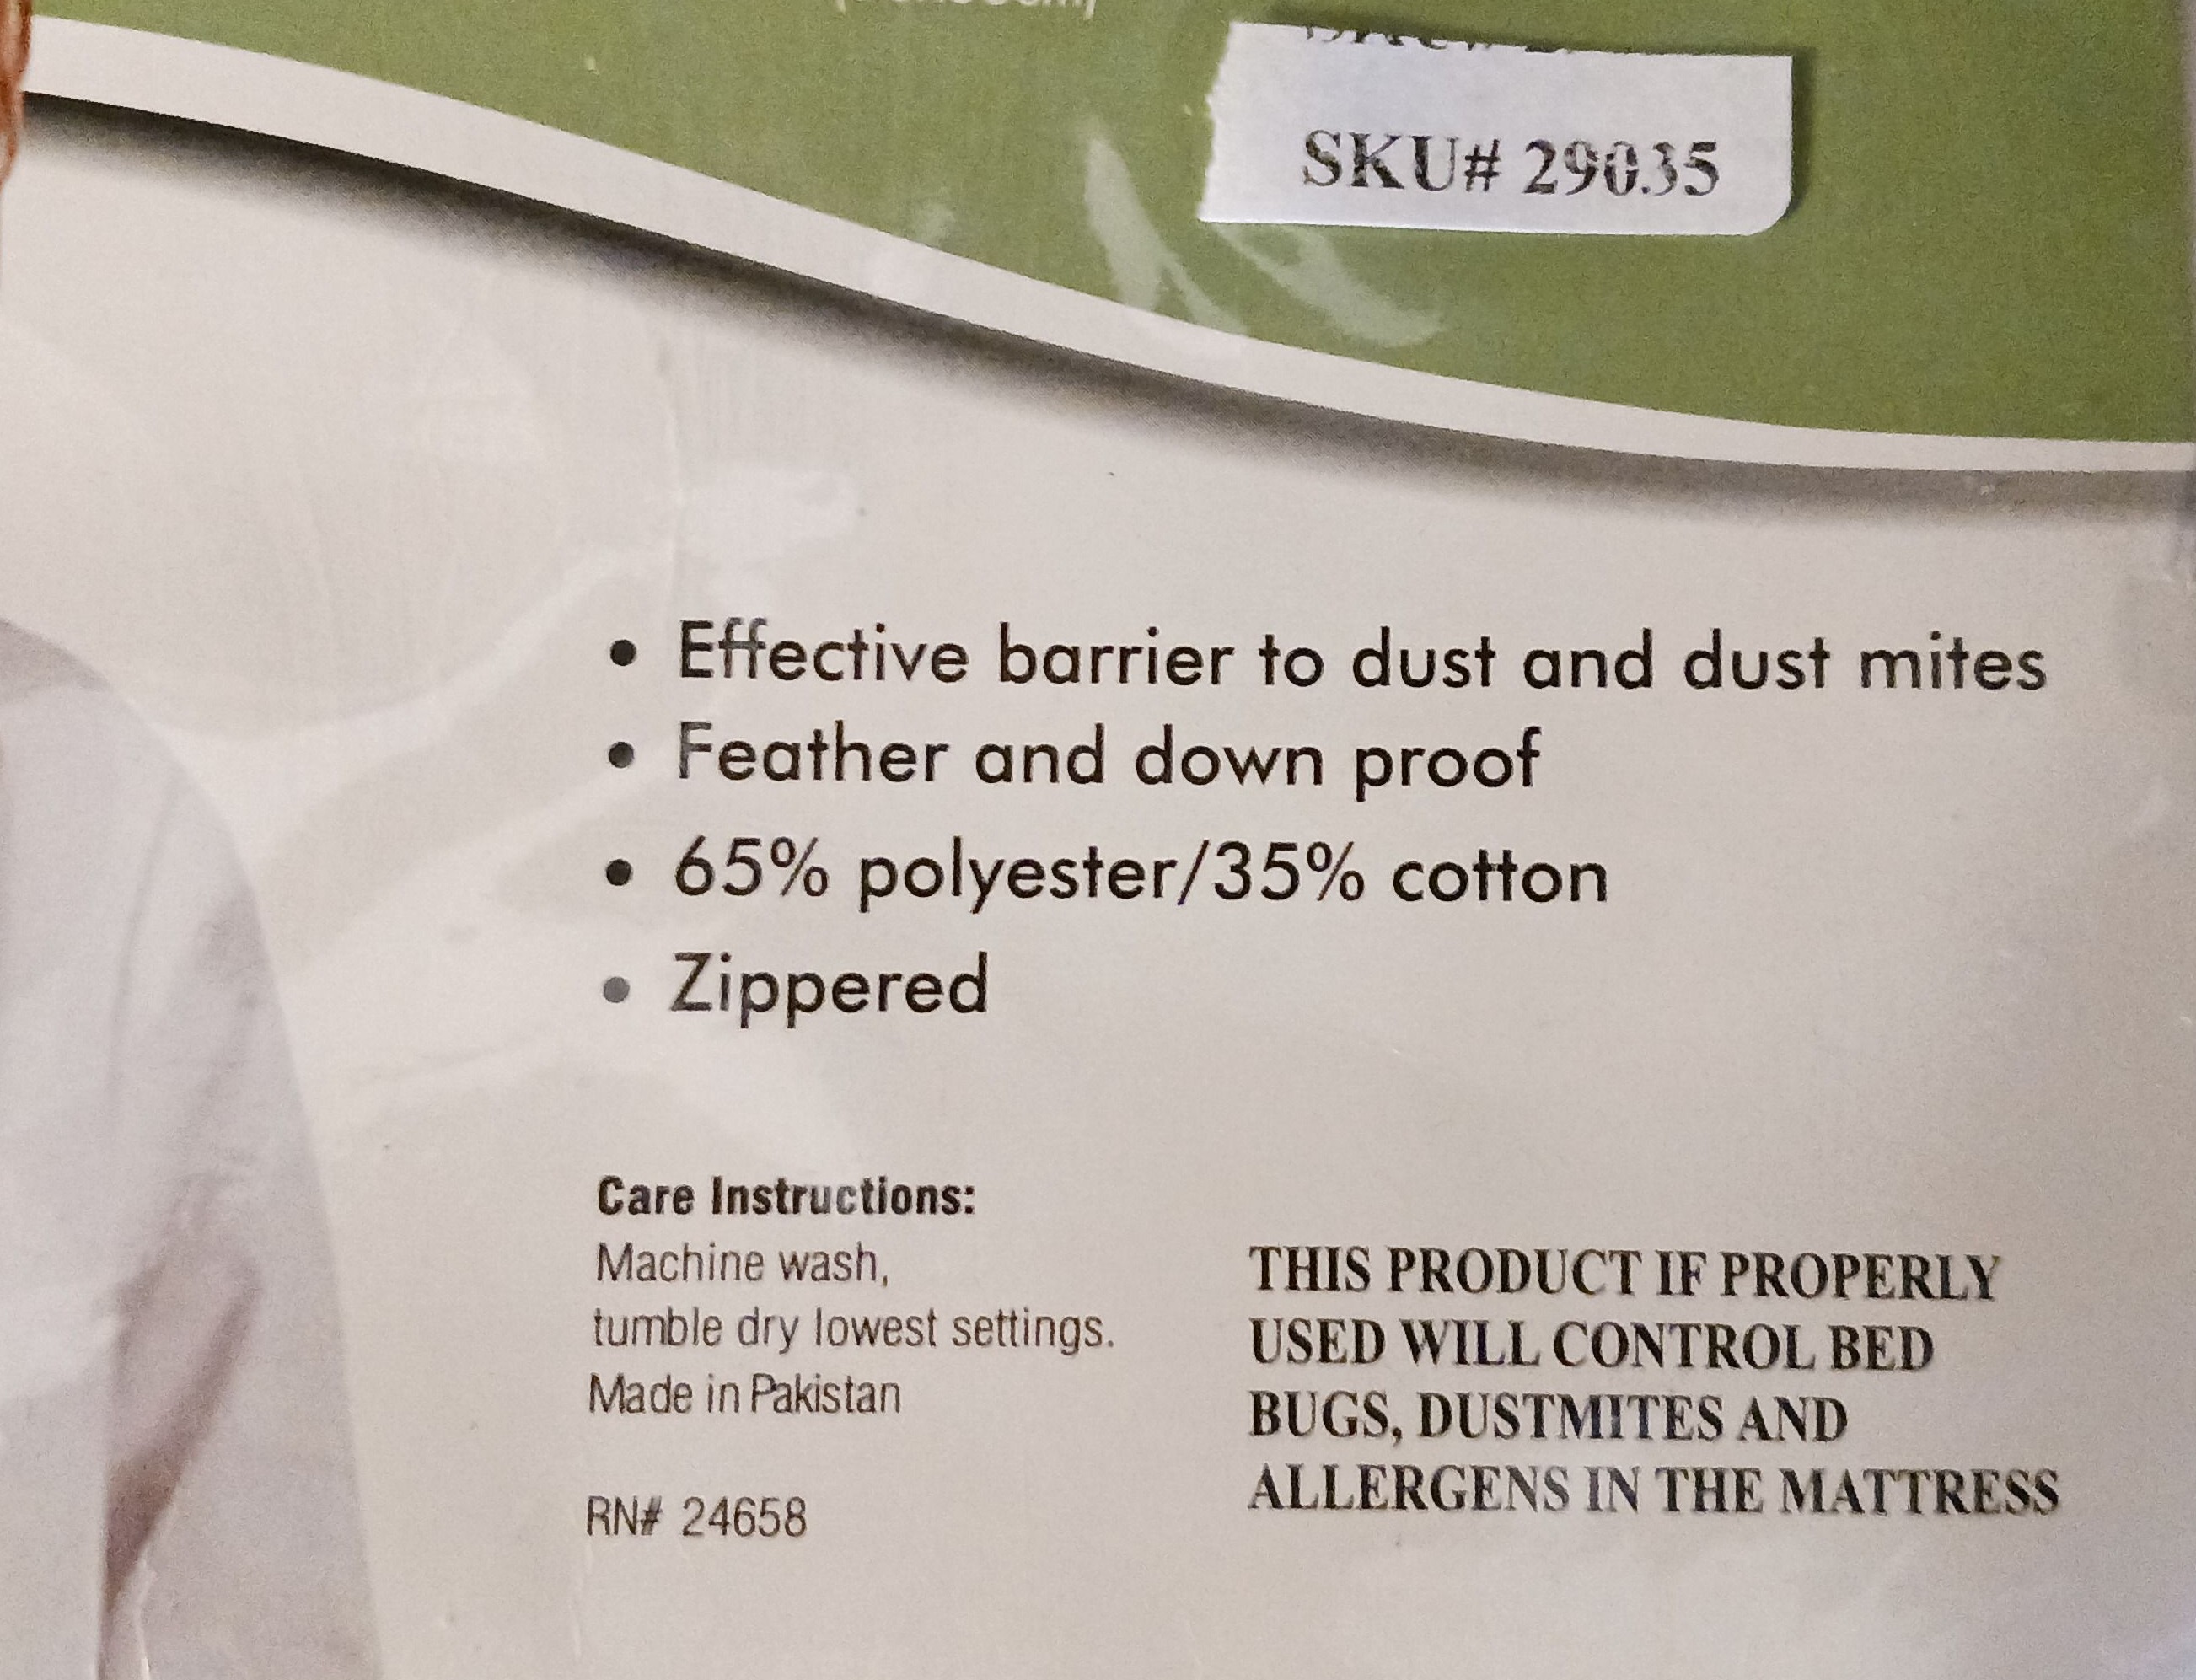 SKU# 29035
• Effective barrier to dust and dust mites
• Feather and down proof
• 65% polyester/35% cotton
• Zippered
Care Instructions:
Machine wash,
tumble dry lowest settings.
Made in Pakistan
RN# 24658
THIS PRODUCT IF PROPERLY
USED WILL CONTROL BED
BUGS, DUSTMITES AND
ALLERGENS IN THE MATTRESS